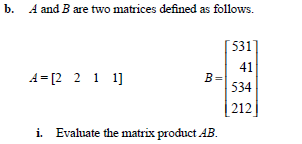 b. A and B are two matrices defined as follows.
A = [2 2 1 1] B = [531
41
534
212]
i. Evaluate the matrix product AB.